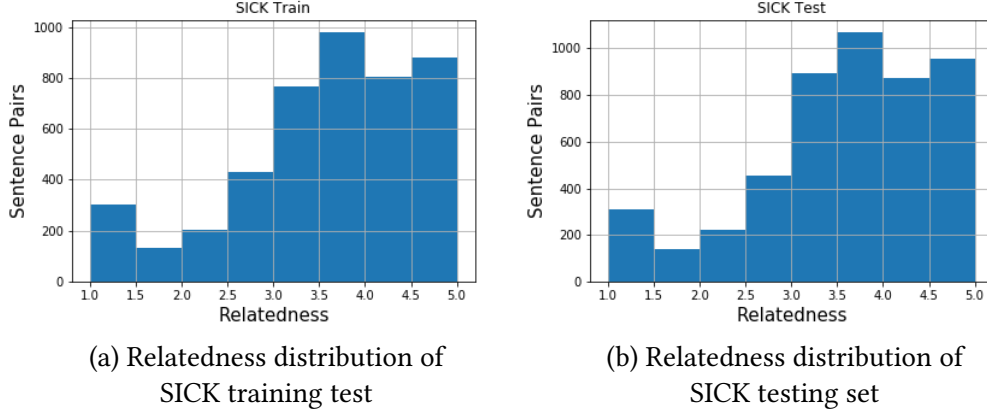 SICK Train
1000
800
600
400
200
0
Sentence Pairs
1.0 1.5 2.0 2.5 3.0 3.5 4.0 4.5 5.0
Relatedness
(a) Relatedness distribution of
SICK training test
SICK Test
1000
800
600
400
200
0
Sentence Pairs
1.0 1.5 2.0 2.5 3.0 3.5 4.0 4.5 5.0
Relatedness
(b) Relatedness distribution of
SICK testing set